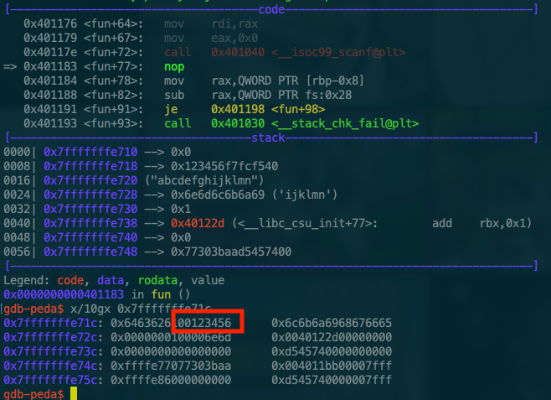 [------------------------------------code------------------------------------]
0x401176 <fun+64>: mov rdi,rax
0x401179 <fun+67>: mov eax,0x0
0x40117e <fun+72>: call 0x401040 <__isoc99_scanf@plt>
=> 0x401183 <fun+77>: nop
0x401184 <fun+78>: mov rax,QWORD PTR [rbp-0x8]
0x401188 <fun+82>: sub rax,QWORD PTR fs:0x28
0x401191 <fun+91>: je 0x401198 <fun+98>
0x401193 <fun+93>: call 0x401030 <__stack_chk_fail@plt>
[------------------------------------stack------------------------------------]
0000| 0x7fffffffe710 --> 0x0
0008| 0x7fffffffe718 --> 0x123456f7fcf540
0016| 0x7fffffffe720 ("abcdefghijklmn")
0024| 0x7fffffffe728 --> 0x6e6d6c6b6a69 ('ijklmn')
0032| 0x7fffffffe730 --> 0x1
0040| 0x7fffffffe738 --> 0x40122d (<__libc_csu_init+77>: add rbx,0x1)
0048| 0x7fffffffe740 --> 0x0
0056| 0x7fffffffe748 --> 0x77303baad5457400
[------------------------------------------------------------------------------]
Legend: code, data, rodata, value
0x0000000000401183 in fun ()
gdb-peda$ x/10gx 0x7fffffffe71c
0x7fffffffe71c: 0x6463626100123456 0x6c6b6a6968676665
0x7fffffffe72c: 0x0000000100006e6d 0x0040122d00000000
0x7fffffffe73c: 0x0000000000000000 0xd545740000000000
0x7fffffffe74c: 0xffffe77077303baa 0x004011bb00007fff
0x7fffffffe75c: 0xffffe86000000000 0xd545740000007fff
gdb-peda$